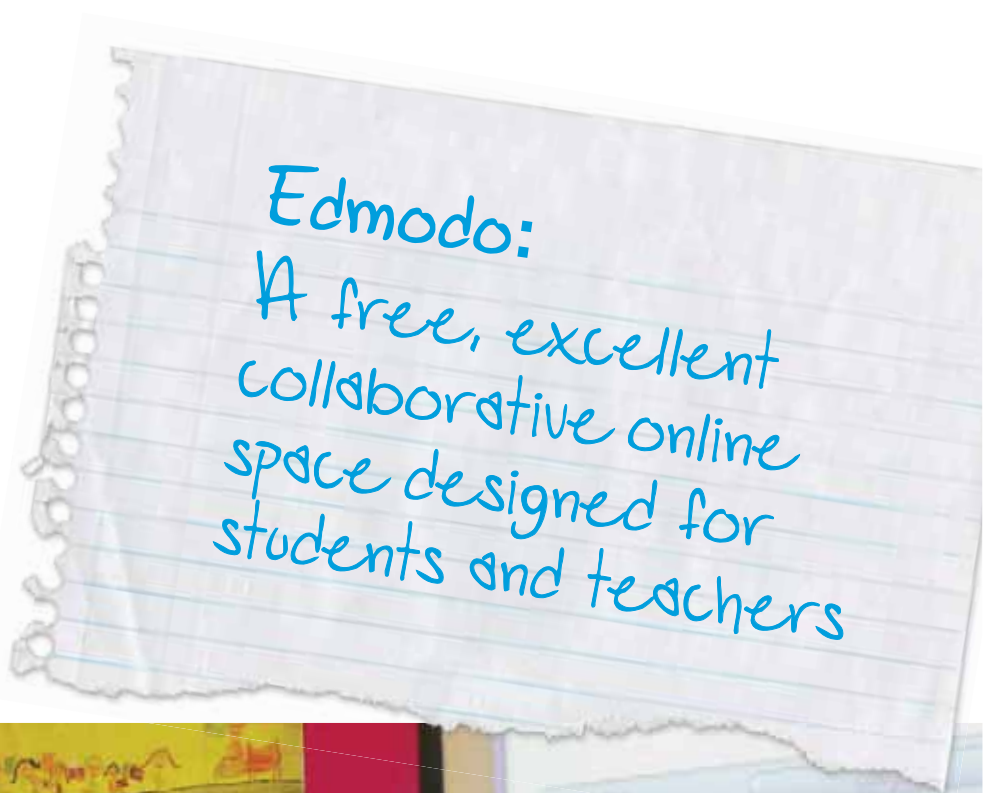 Edmodo:
A free, excellent
collaborative online
space designed for
students and teachers